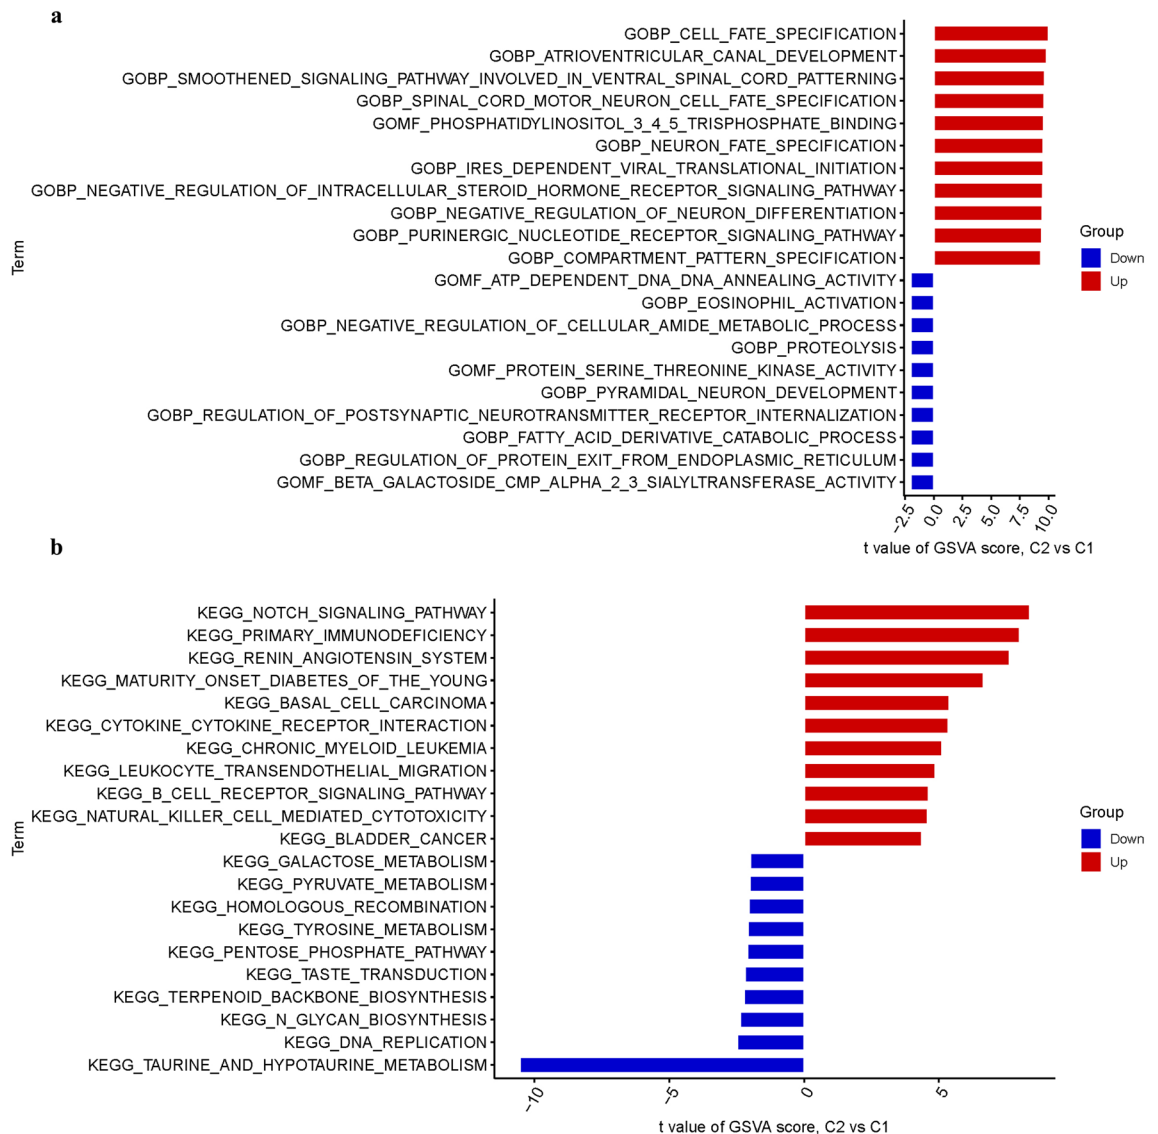 a
GOBP_CELL_FATE_SPECIFICATION
GOBP_ATRIOVENTRICULAR_CANAL_DEVELOPMENT
GOBP_SMOOTHENED_SIGNALING_PATHWAY_INVOLVED_IN_VENTRAL_SPINAL_CORD_PATTERNING
GOBP_SPINAL_CORD_MOTOR_NEURON_CELL_FATE_SPECIFICATION
GOMF_PHOSPHATIDYLINOSITOL_3_4_5_TRISPHOSPHATE_BINDING
GOBP_NEURON_FATE_SPECIFICATION
GOBP_IRES_DEPENDENT_VIRAL_TRANSLATIONAL_INITIATION
GOBP_NEGATIVE_REGULATION_OF_INTRACELLULAR_STEROID_HORMONE_RECEPTOR_SIGNALING_PATHWAY
GOBP_NEGATIVE_REGULATION_OF_NEURON_DIFFERENTIATION
GOBP_PURINERGIC_NUCLEOTIDE_RECEPTOR_SIGNALING_PATHWAY
GOBP_COMPARTMENT_PATTERN_SPECIFICATION
GOMF_ATP_DEPENDENT_DNA_DNA_ANNEALING_ACTIVITY
GOBP_EOSINOPHIL_ACTIVATION
GOBP_NEGATIVE_REGULATION_OF_CELLULAR_AMIDE_METABOLIC_PROCESS
GOBP_PROTEOLYSIS
GOMF_PROTEIN_SERINE_THREONINE_KINASE_ACTIVITY
GOBP_PYRAMIDAL_NEURON_DEVELOPMENT
GOBP_REGULATION_OF_POSTSYNAPTIC_NEUROTRANSMITTER_RECEPTOR_INTERNALIZATION
GOBP_FATTY_ACID_DERIVATIVE_CATABOLIC_PROCESS
GOBP_REGULATION_OF_PROTEIN_EXIT_FROM_ENDOPLASMIC_RETICULUM
GOMF_BETA_GALACTOSIDE_CMP_ALPHA_2_3_SIALYLTRANSFERASE_ACTIVITY
Term
−2.5 0.0 2.5 5.0 7.5 10.0
t value of GSVA score, C2 vs C1
Group
Down
Up
b
KEGG_NOTCH_SIGNALING_PATHWAY
KEGG_PRIMARY_IMMUNODEFICIENCY
KEGG_RENIN_ANGIOTENSIN_SYSTEM
KEGG_MATURITY_ONSET_DIABETES_OF_THE_YOUNG
KEGG_BASAL_CELL_CARCINOMA
KEGG_CYTOKINE_CYTOKINE_RECEPTOR_INTERACTION
KEGG_CHRONIC_MYELOID_LEUKEMIA
KEGG_LEUKOCYTE_TRANSENDOTHELIAL_MIGRATION
KEGG_B_CELL_RECEPTOR_SIGNALING_PATHWAY
KEGG_NATURAL_KILLER_CELL_MEDIATED_CYTOTOXICITY
KEGG_BLADDER_CANCER
KEGG_GALACTOSE_METABOLISM
KEGG_PYRUVATE_METABOLISM
KEGG_HOMOLOGOUS_RECOMBINATION
KEGG_TYROSINE_METABOLISM
KEGG_PENTOSE_PHOSPHATE_PATHWAY
KEGG_TASTE_TRANSDUCTION
KEGG_TERPENOID_BACKBONE_BIOSYNTHESIS
KEGG_N_GLYCAN_BIOSYNTHESIS
KEGG_DNA_REPLICATION
KEGG_TAURINE_AND_HYPOTAURINE_METABOLISM
Term
−10 −5 0 5
t value of GSVA score, C2 vs C1
Group
Down
Up